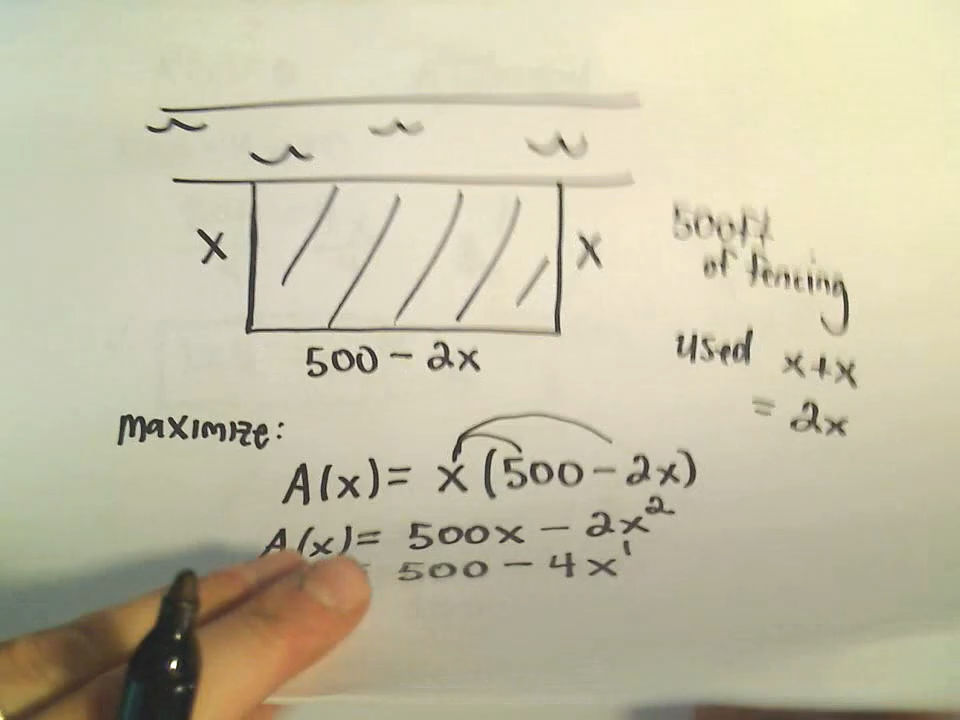 X
X
500 - 2x
500ft
of fencing
used x+x
= 2x
maximize:
A(x) = x(500 - 2x)
A(x) = 500x - 2x²
= 500 - 4x¹